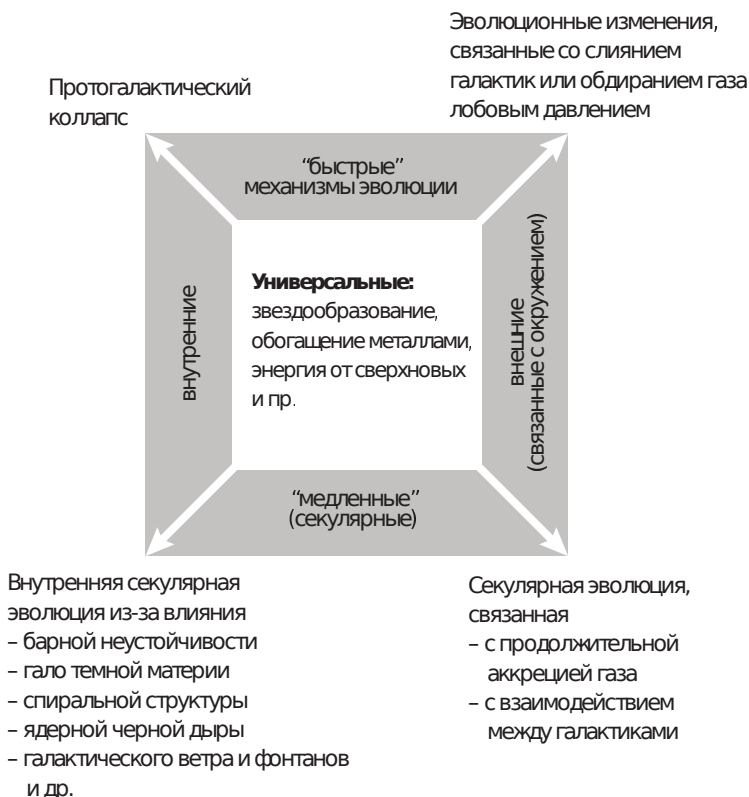 Эволюционные изменения,
связанные со слиянием
галактик или обдиранием газа
лобовым давлением
Протогалактический
коллапс
“быстрые”
механизмы эволюции
внутренние
Универсальные:
звездообразование,
обогащение металлами,
энергия от сверхновых
и пр.
внешние
(связанные с окружением)
“медленные”
(секулярные)
Внутренняя секулярная
эволюция из-за влияния
– барной неустойчивости
– гало темной материи
– спиральной структуры
– ядерной черной дыры
– галактического ветра и фонтанов
и др.
Секулярная эволюция,
связанная
– с продолжительной
аккрецией газа
– с взаимодействием
между галактиками